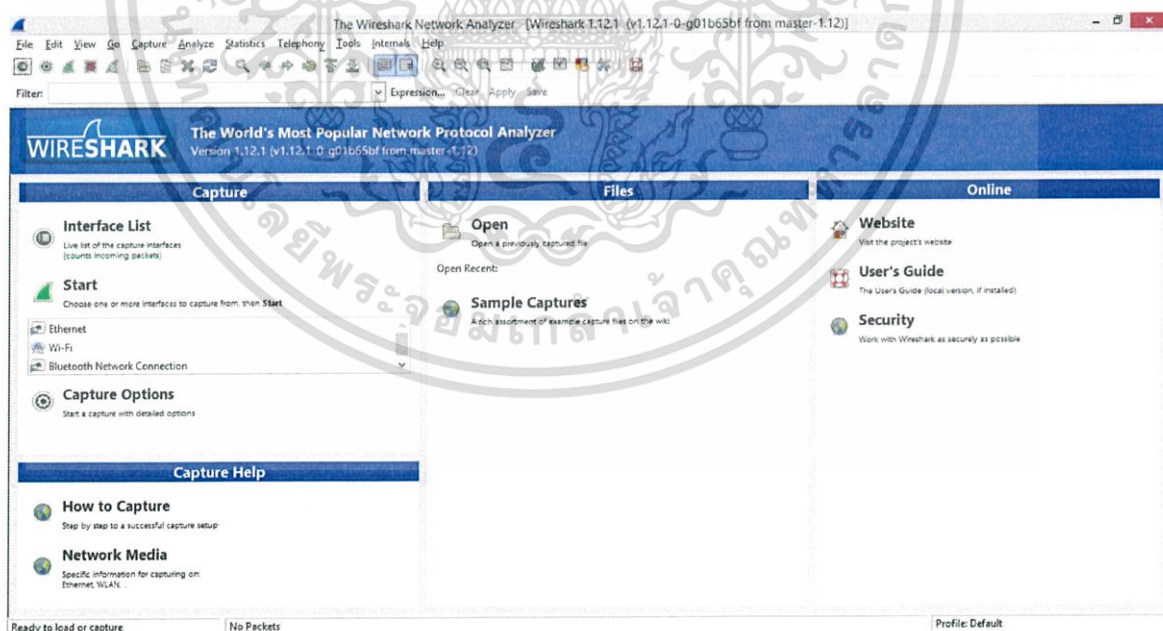 The Wireshark Network Analyzer [Wireshark 1.12.1 (v1.12.1-0-g01b65bf from master-1.12)]
File Edit View Go Capture Analyze Statistics Telephony Tools Internals Help
Filter: Expression... Clear Apply Save
WIRESHARK
The World's Most Popular Network Protocol Analyzer
Version 1.12.1 (v1.12.1-0-g01b65bf from master-1.12)
Capture
Interface List
Live list of the capture interfaces
(counts incoming packets)
Start
Choose one or more interfaces to capture from, then Start
Ethernet
Wi-Fi
Bluetooth Network Connection
Capture Options
Start a capture with detailed options
Capture Help
How to Capture
Step by step to a successful capture setup
Network Media
Specific information for capturing on:
Ethernet, WLAN, ...
Files
Open
Open a previously captured file
Open Recent:
Sample Captures
A rich assortment of example capture files on the wiki
Online
Website
Visit the project's website
User's Guide
The User's Guide (local version, if installed)
Security
Work with Wireshark as securely as possible
Ready to load or capture No Packets Profile: Default